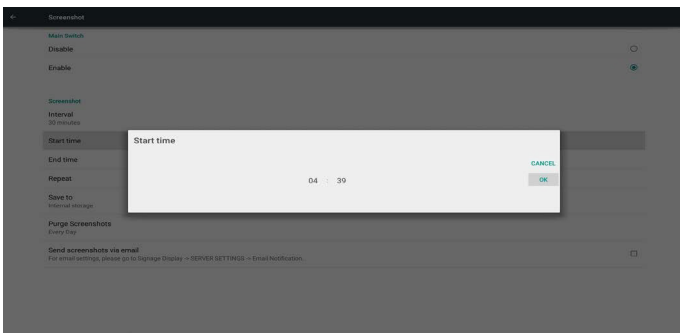 Screenshot
Main Switch
Disable
Enable
Screenshot
Interval
30 minutes
Start time
Start time
End time
CANCEL
04 : 39
OK
Repeat
Save to
Internal storage
Purge Screenshots
Every Day
Send screenshots via email
For email settings, please go to Signage Display -> SERVER SETTINGS -> Email Notification.